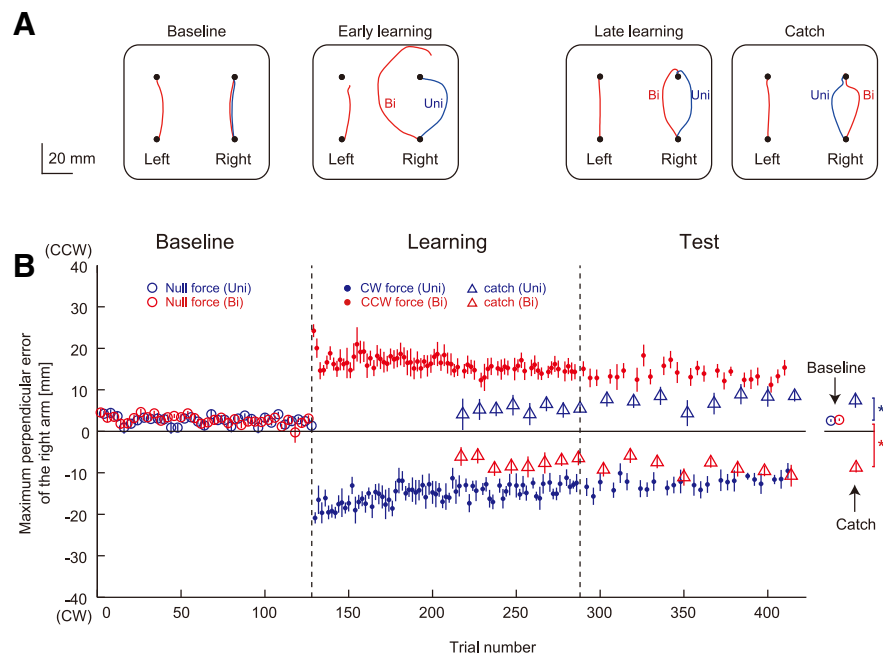 A
Baseline
Early learning
Late learning
Catch
Bi
Uni
Bi
Uni
Uni
Bi
20 mm
Left
Right
Left
Right
Left
Right
Left
Right
B
(CCW)
Baseline
Learning
Test
40
30
20
10
0
-10
-20
-30
-40
(CW)
Maximum perpendicular error
of the right arm [mm]
Null force (Uni)
Null force (Bi)
CW force (Uni)
CCW force (Bi)
catch (Uni)
catch (Bi)
Baseline
*
*
Catch
0
50
100
150
200
250
300
350
400
Trial number